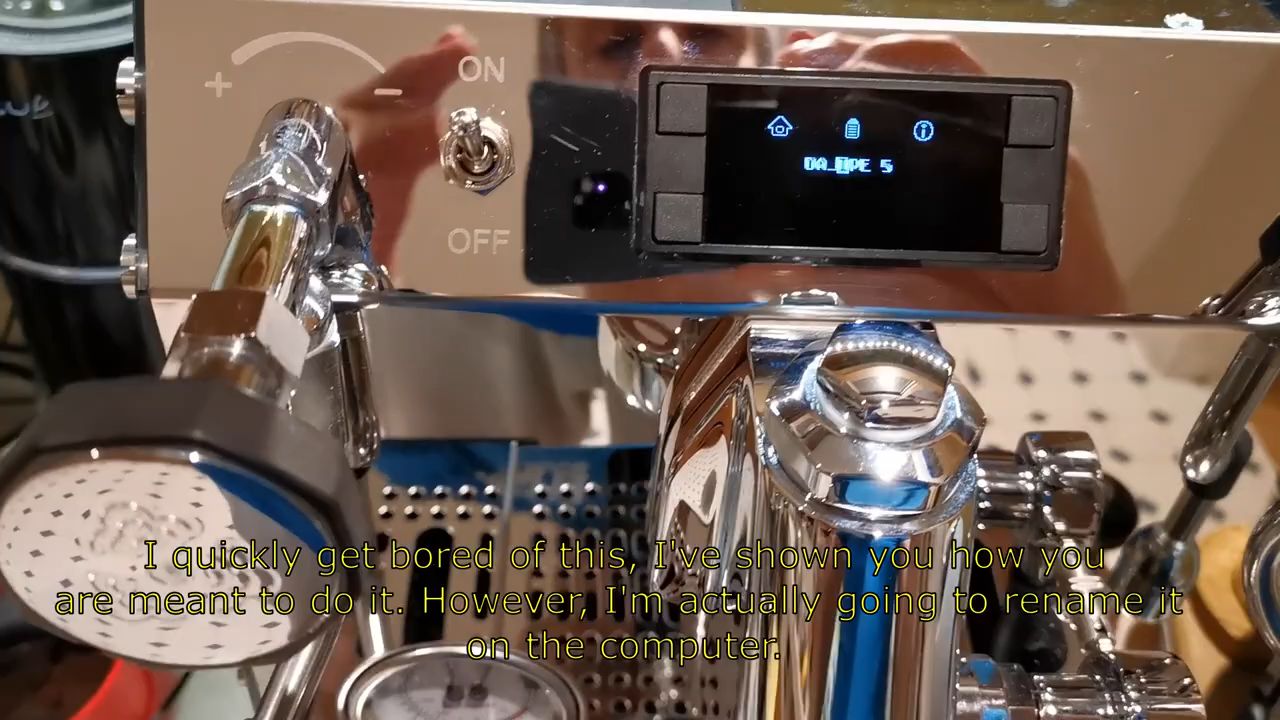 ON
OFF
DA_IPE 5
I quickly get bored of this, I've shown you how you
are meant to do it. However, I'm actually going to rename it
on the computer.